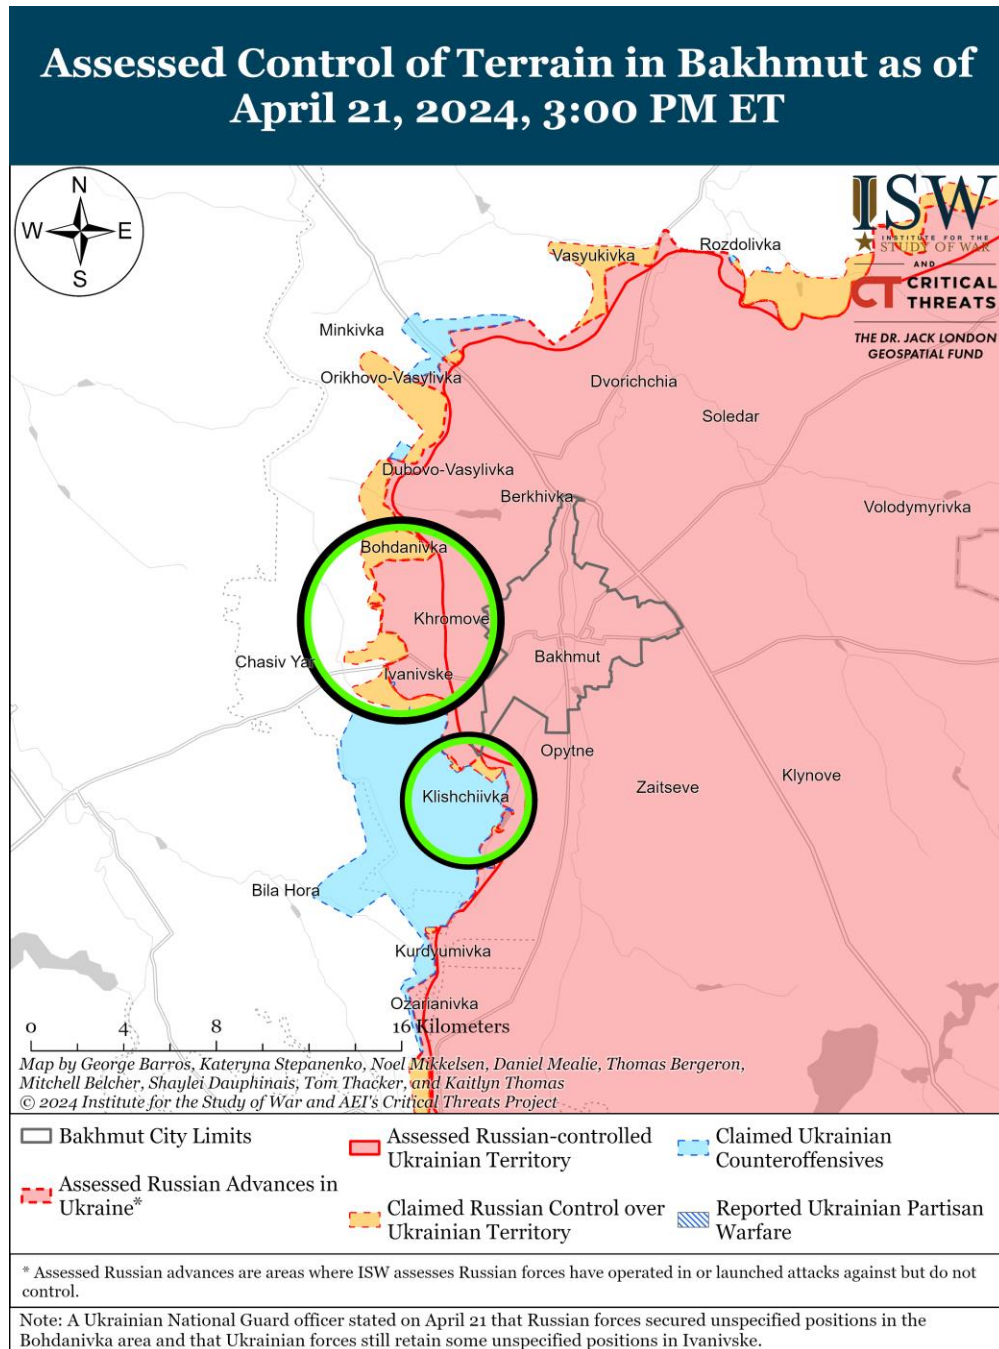 Assessed Control of Terrain in Bakhmut as of
April 21, 2024, 3:00 PM ET
N
W
E
S
ISW
INSTITUTE FOR THE
STUDY OF WAR
AND
CT CRITICAL
THREATS
THE DR. JACK LONDON
GEOSPATIAL FUND
Vasyukivka
Rozdolivka
Minkivka
Orikhovo-Vasylivka
Dvorichchia
Soledar
Dubovo-Vasylivka
Berkhivka
Volodymyrivka
Bohdanivka
Khromove
Chasiv Yar
Bakhmut
Ivanivske
Opytne
Klynove
Zaitseve
Klishchiivka
Bila Hora
Kurdyumivka
Ozarianivka
0 4 8 16 Kilometers
Map by George Barros, Kateryna Stepanenko, Noel Mikkelsen, Daniel Mealie, Thomas Bergeron,
Mitchell Belcher, Shaylei Dauphinais, Tom Thacker, and Kaitlyn Thomas
© 2024 Institute for the Study of War and AEI's Critical Threats Project
Bakhmut City Limits
Assessed Russian Advances in
Ukraine*
Assessed Russian-controlled
Ukrainian Territory
Claimed Russian Control over
Ukrainian Territory
Claimed Ukrainian
Counteroffensives
Reported Ukrainian Partisan
Warfare
* Assessed Russian advances are areas where ISW assesses Russian forces have operated in or launched attacks against but do not
control.
Note: A Ukrainian National Guard officer stated on April 21 that Russian forces secured unspecified positions in the
Bohdanivka area and that Ukrainian forces still retain some unspecified positions in Ivanivske.